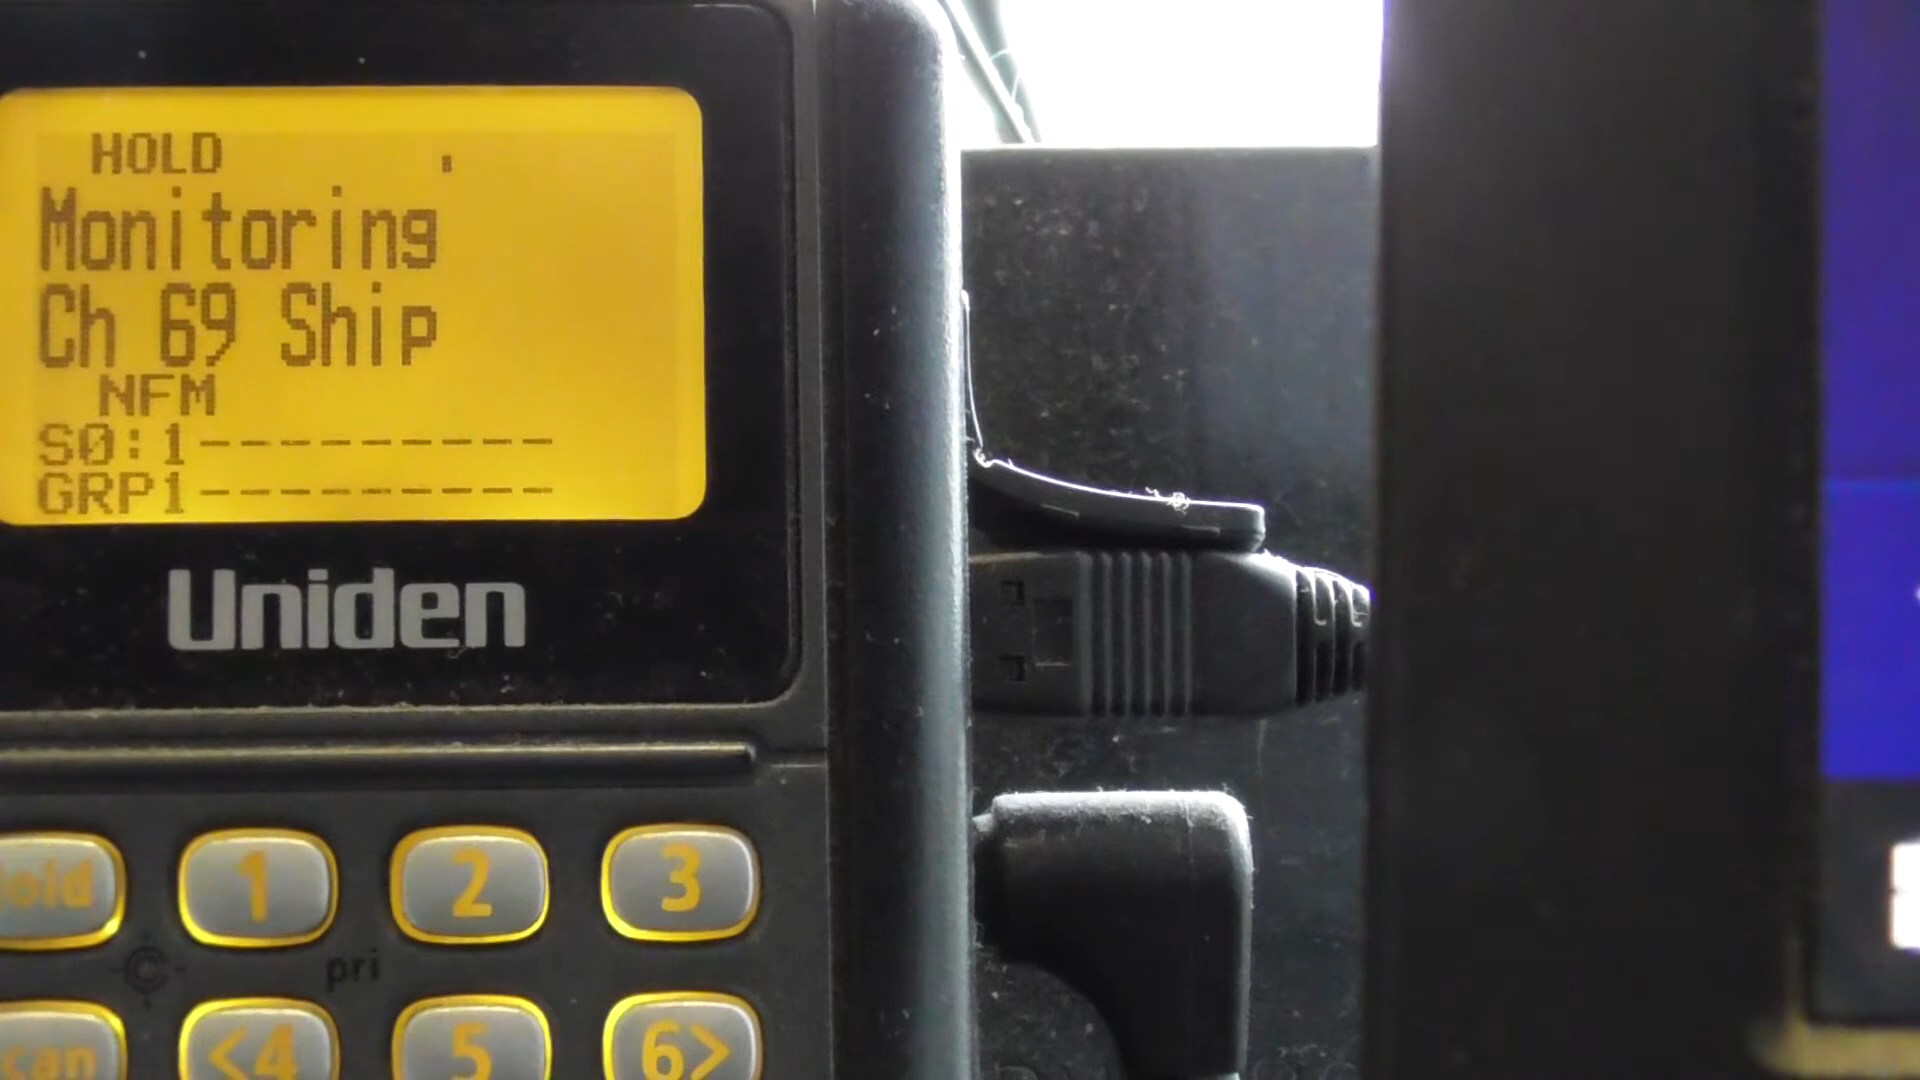 HOLD
Monitoring
Ch 69 Ship
NFM
S0:1----------
GRP1----------
Uniden
1
2
3
pri
<4
5
6>